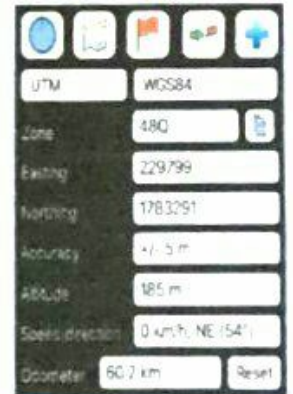 UTM WGS84
Zone 48Q
Easting 229799
Northing 1783291
Accuracy +/- 5 m
Altitude 185 m
Speed/direction 0 km/h, NE (54°)
Odometer 60.2 km Reset